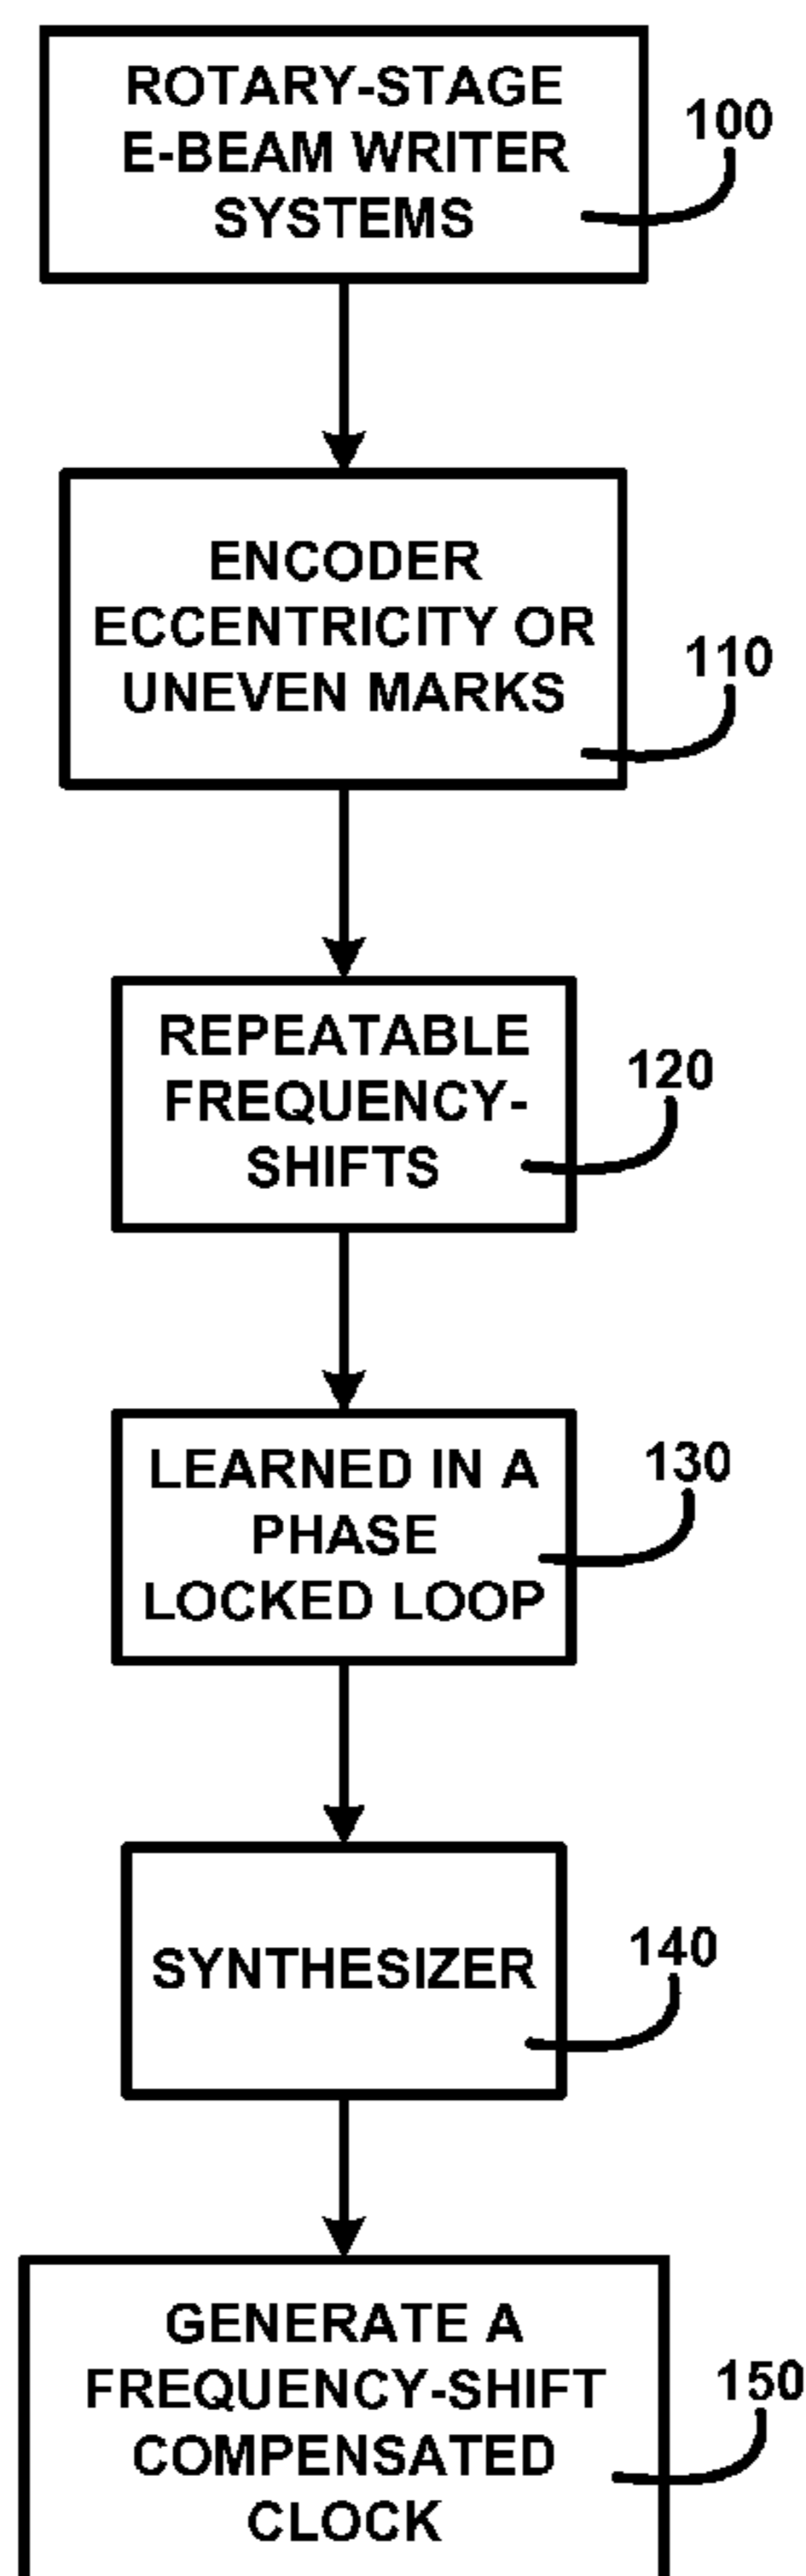 ROTARY-STAGE
E-BEAM WRITER
SYSTEMS
100
ENCODER
ECCENTRICITY OR
UNEVEN MARKS
110
REPEATABLE
FREQUENCY-
SHIFTS
120
LEARNED IN A
PHASE
LOCKED LOOP
130
SYNTHESIZER
140
GENERATE A
FREQUENCY-SHIFT
COMPENSATED
CLOCK
150